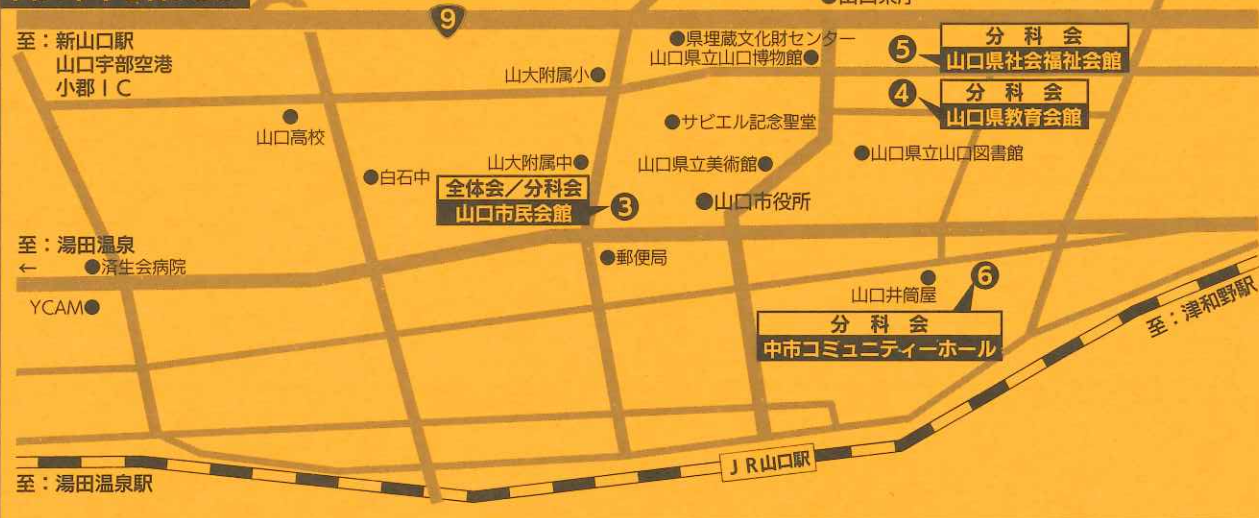 9
至：新山口駅
山口宇部空港
小郡ＩＣ
●県埋蔵文化財センター
山口県立山口博物館●
山大附属小●
❺
分科会
山口県社会福祉会館
❹
分科会
山口県教育会館
山口高校
●サビエル記念聖堂
山大附属中●
山口県立美術館●
●山口県立山口図書館
●白石中
全体会／分科会
山口市民会館
❸
●山口市役所
至：湯田温泉
←
●済生会病院
●郵便局
YCAM●
山口井筒屋
❻
分科会
中市コミュニティーホール
至：津和野駅
ＪＲ山口駅
至：湯田温泉駅